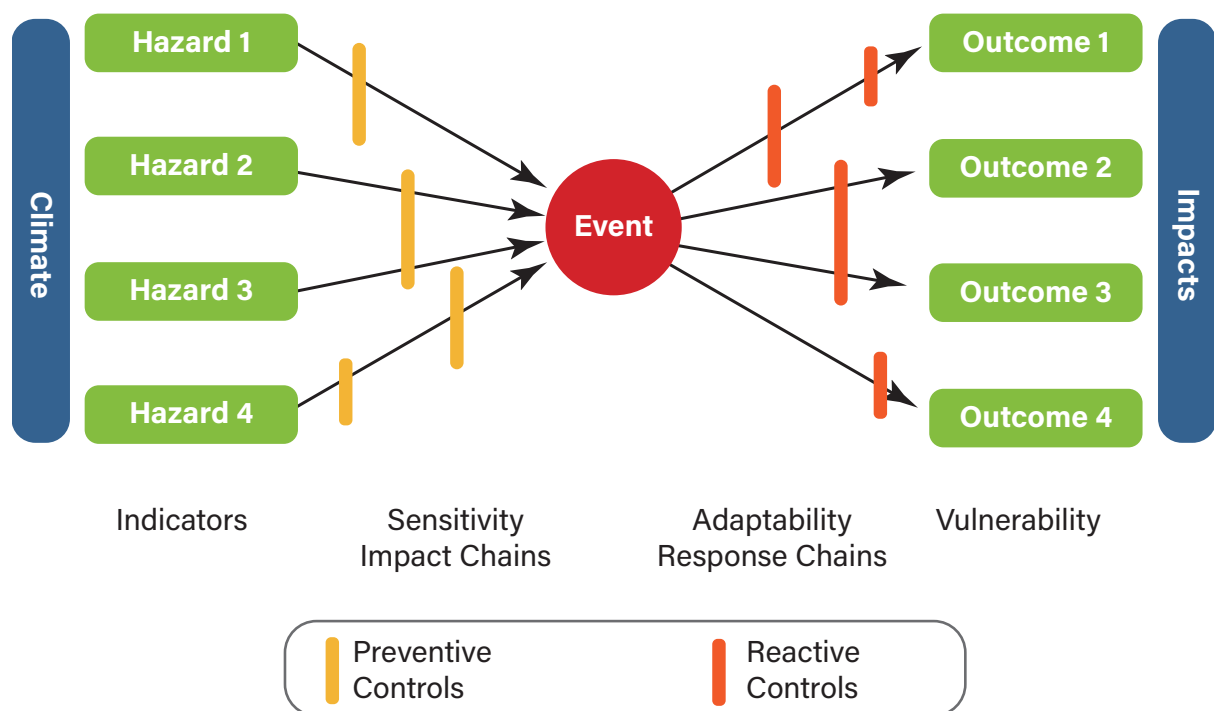 Climate
Hazard 1
Hazard 2
Hazard 3
Hazard 4
Event
Outcome 1
Outcome 2
Outcome 3
Outcome 4
Impacts
Indicators
Sensitivity
Impact Chains
Adaptability
Response Chains
Vulnerability
Preventive
Controls
Reactive
Controls